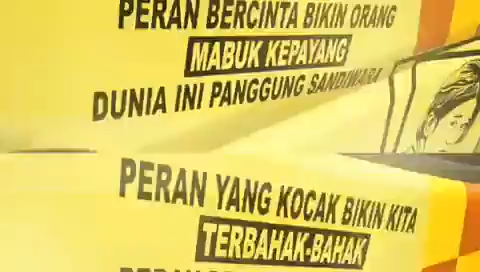 PERAN BERCINTA BIKIN ORANG
MABUK KEPAYANG
DUNIA INI PANGGUNG SANDIWARA
PERAN YANG KOCAK BIKIN KITA
TERBAHAK-BAHAK